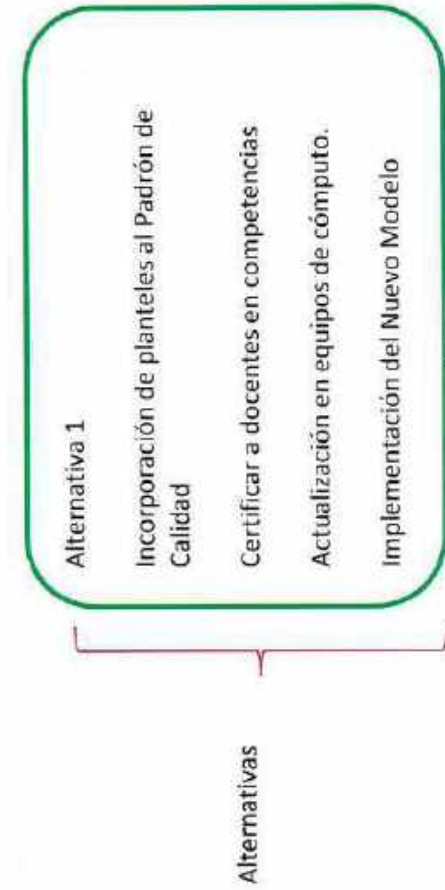 Alternativas
Alternativa 1
Incorporación de planteles al Padrón de
Calidad
Certificar a docentes en competencias
Actualización en equipos de cómputo.
Implementación del Nuevo Modelo